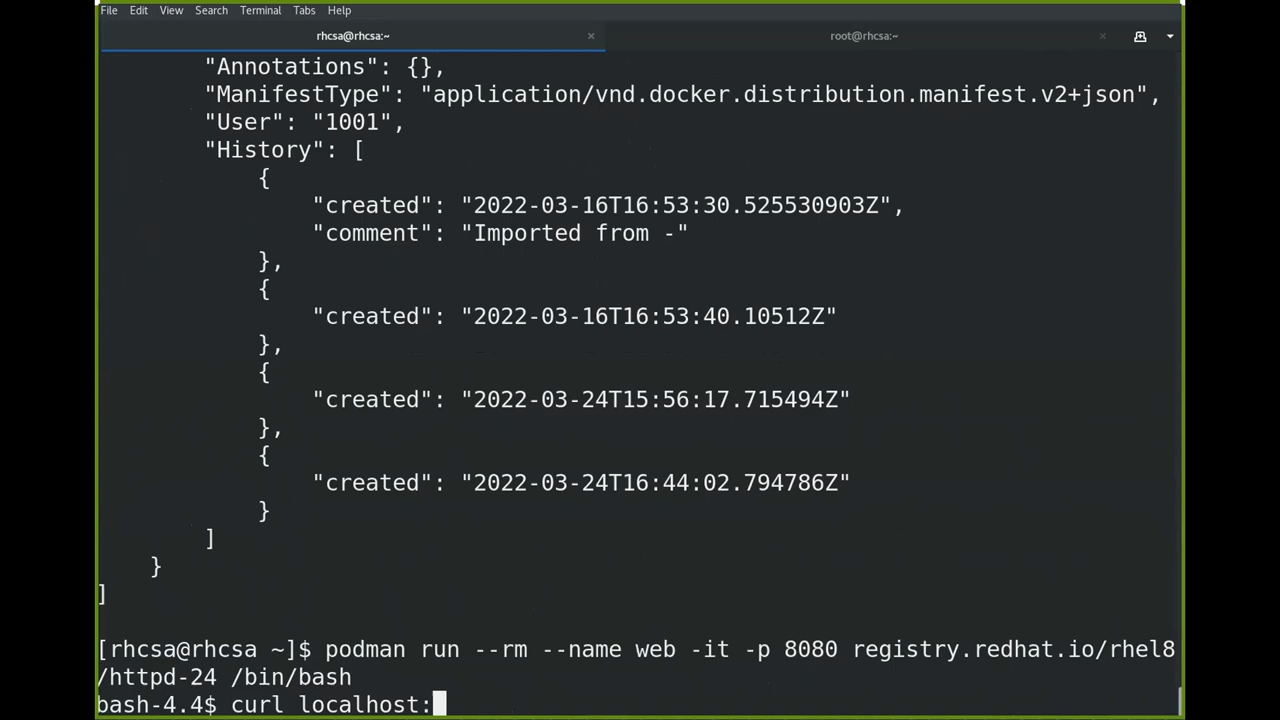 File Edit View Search Terminal Tabs Help
rhcsa@rhcsa:~ × root@rhcsa:~ ×
"Annotations": {},
"ManifestType": "application/vnd.docker.distribution.manifest.v2+json",
"User": "1001",
"History": [
{
"created": "2022-03-16T16:53:30.525530903Z",
"comment": "Imported from -"
},
{
"created": "2022-03-16T16:53:40.10512Z"
},
{
"created": "2022-03-24T15:56:17.715494Z"
},
{
"created": "2022-03-24T16:44:02.794786Z"
}
]
}
]
[rhcsa@rhcsa ~]$ podman run --rm --name web -it -p 8080 registry.redhat.io/rhel8
/httpd-24 /bin/bash
bash-4.4$ curl localhost: